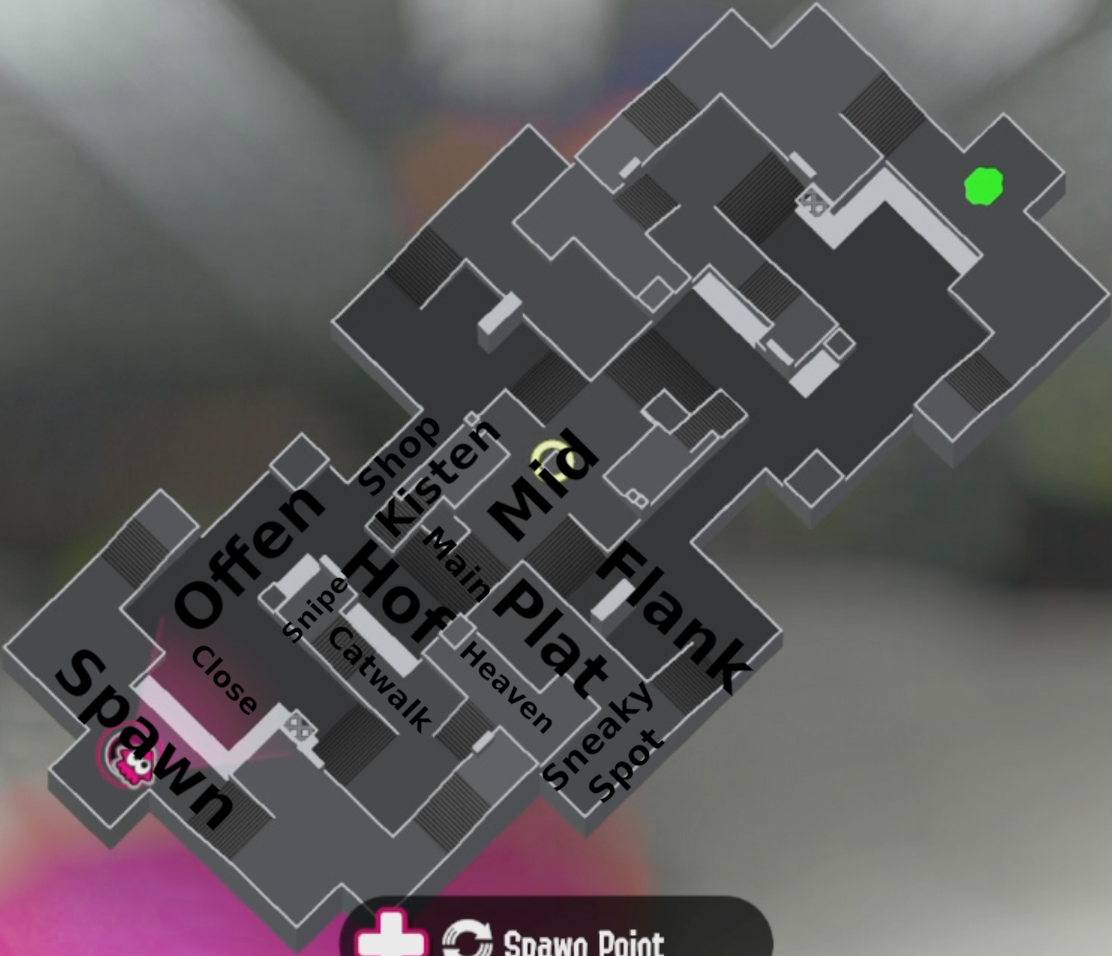 Shop
Kisten
Mid
Offen
Main
Hof
Flank
Snipe
Plat
Catwalk
Close
Heaven
Spawn
Sneaky
Spot
Spawn Point